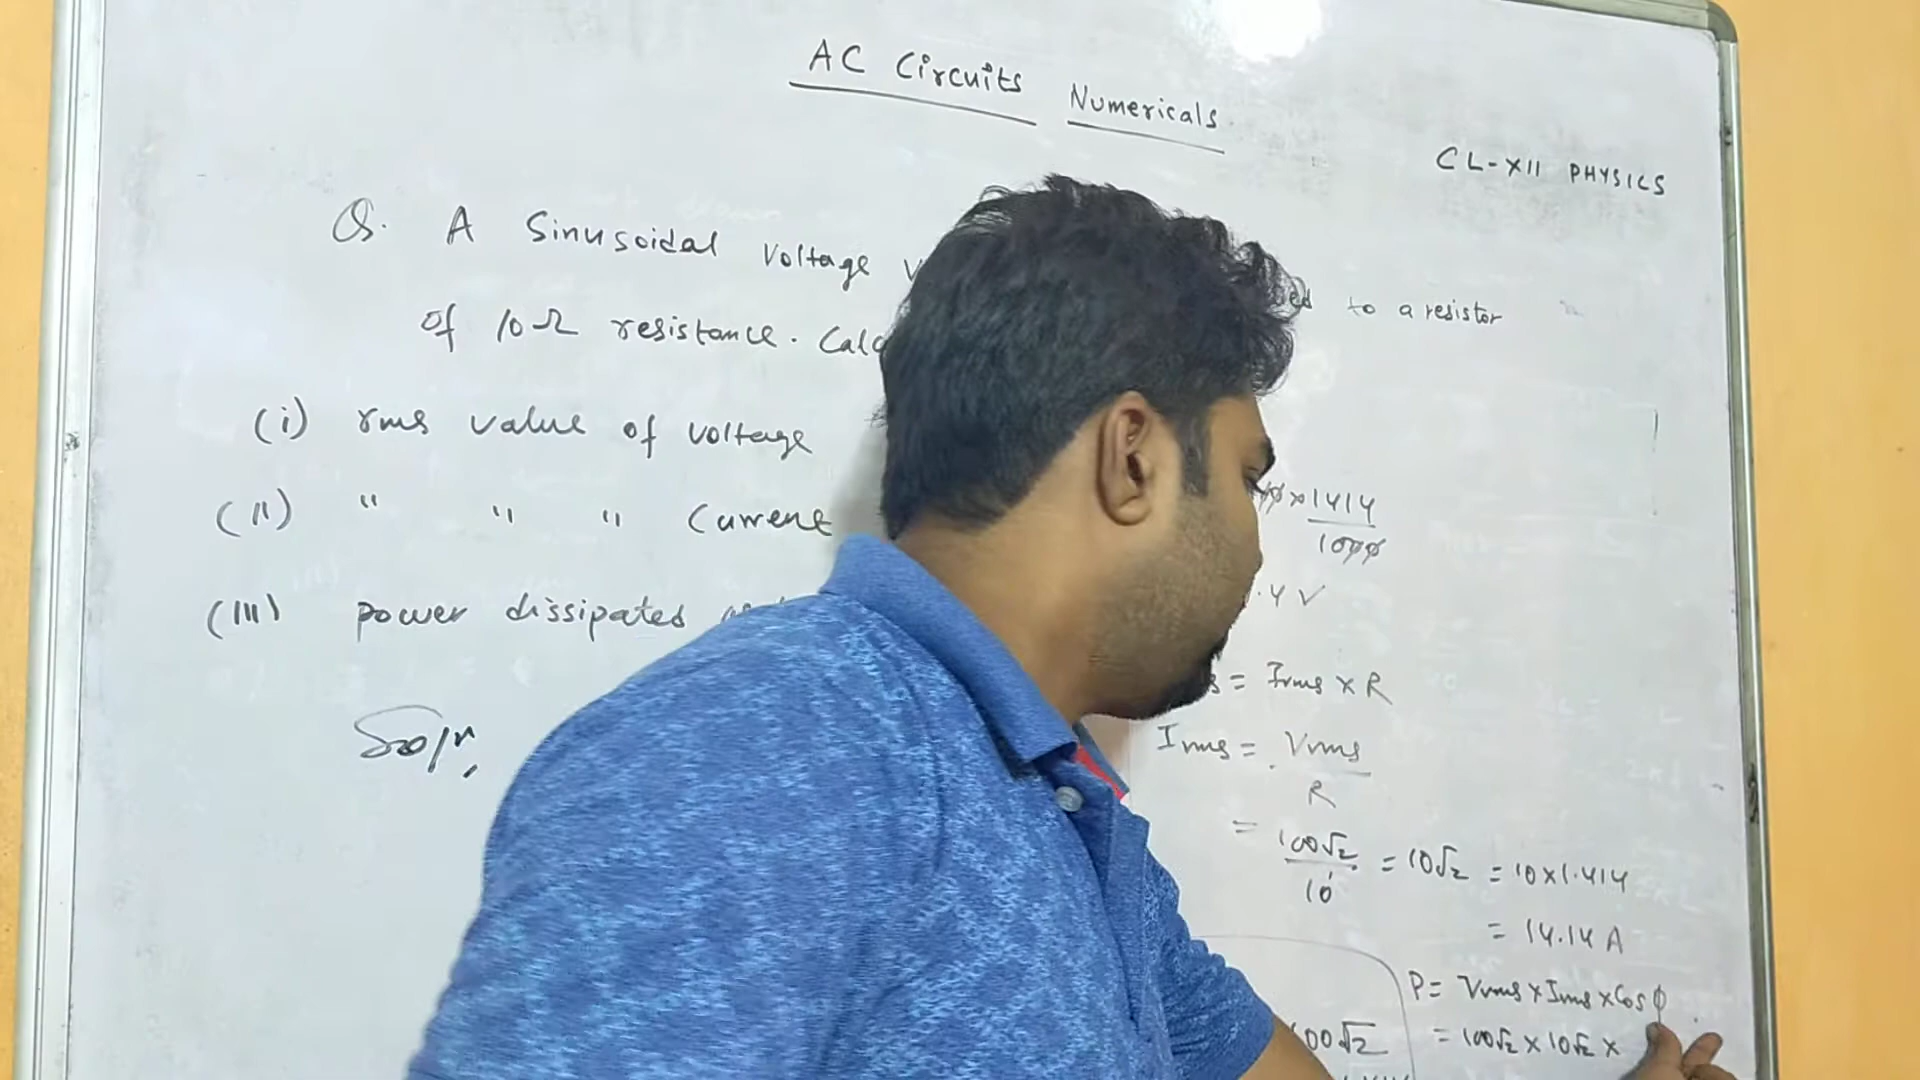 AC Circuits Numericals
CL-XII PHYSICS
Q. A Sinusoidal Voltage to a resistor
of 10Ω resistance. Calc
(i) rms value of voltage
(ii) " " " Current
(III) power dissipated
Soln,
×1414
1000
.4 V
= Irms × R
Irms = Vrms
R
= 100√2 = 10√2 = 10×1.414
10
= 14.14 A
P = Vrms × Irms × Cos ϕ
= 100√2 × 10√2 ×
00√2